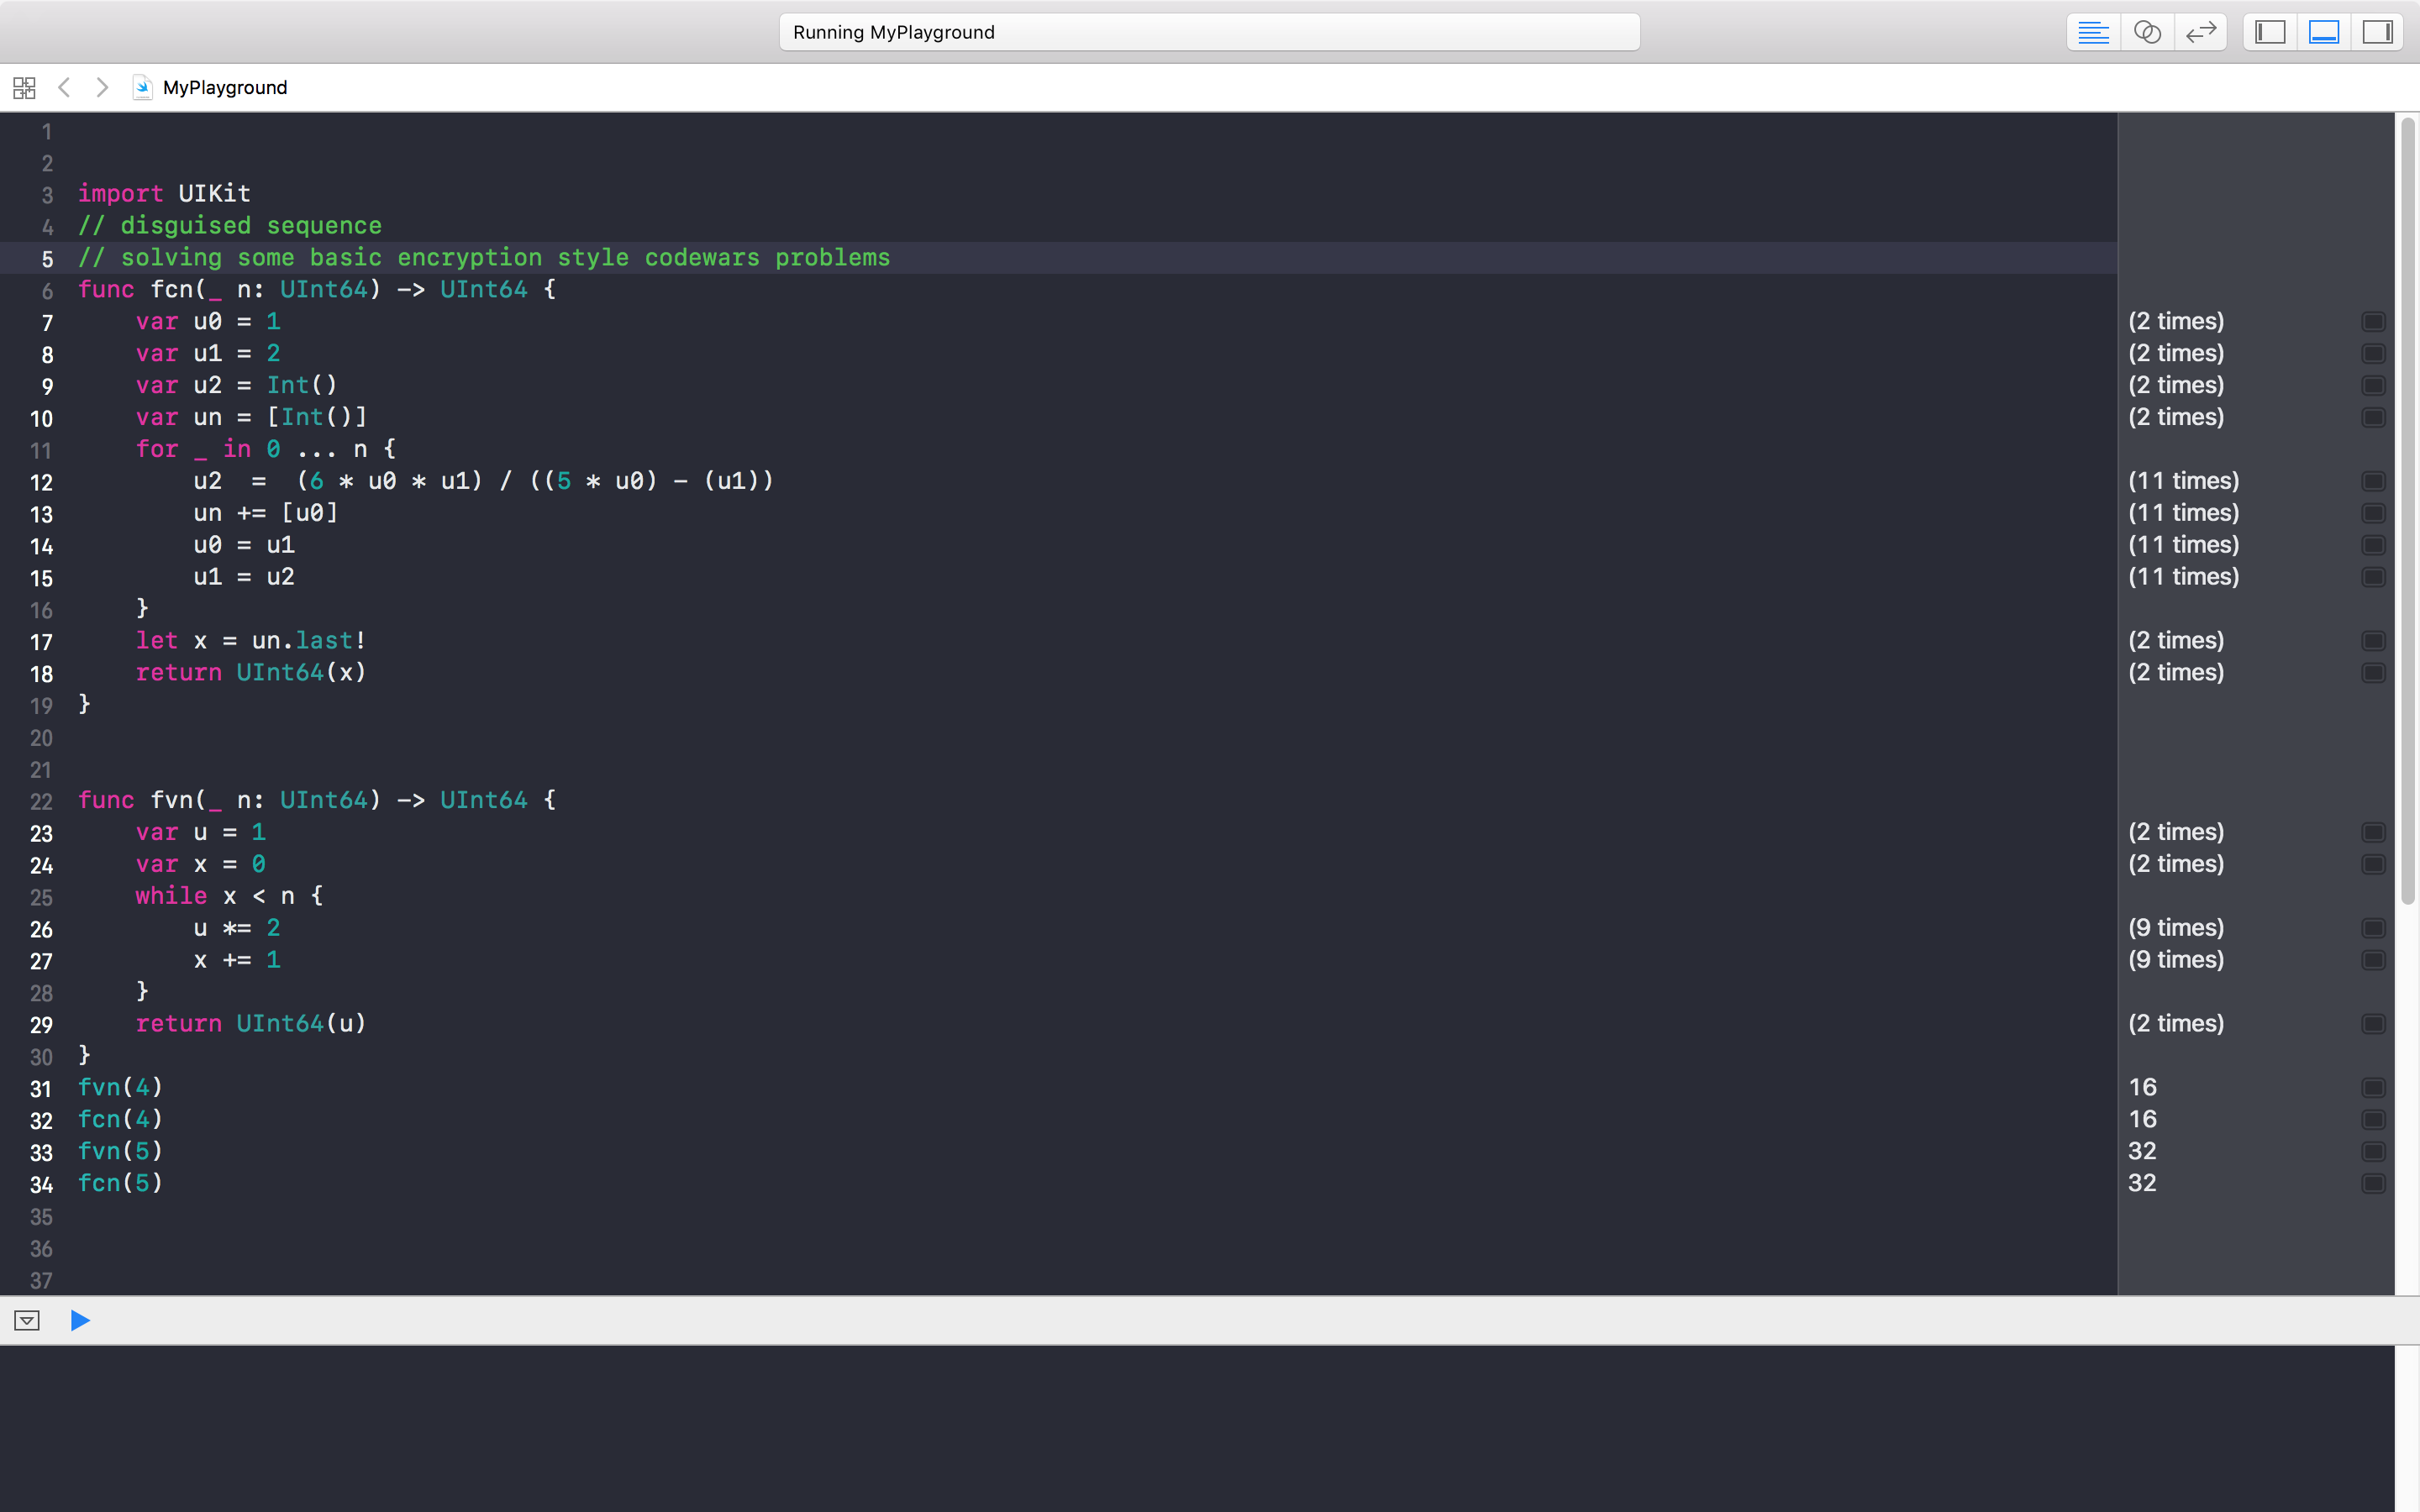 Running MyPlayground
MyPlayground
1
2
3 import UIKit
4 // disguised sequence
5 // solving some basic encryption style codewars problems
6 func fcn(_ n: UInt64) -> UInt64 {
7     var u0 = 1 (2 times)
8     var u1 = 2 (2 times)
9     var u2 = Int() (2 times)
10     var un = [Int()] (2 times)
11     for _ in 0 ... n {
12         u2  =  (6 * u0 * u1) / ((5 * u0) - (u1)) (11 times)
13         un += [u0] (11 times)
14         u0 = u1 (11 times)
15         u1 = u2 (11 times)
16     }
17     let x = un.last! (2 times)
18     return UInt64(x) (2 times)
19 }
20
21
22 func fvn(_ n: UInt64) -> UInt64 {
23     var u = 1 (2 times)
24     var x = 0 (2 times)
25     while x < n {
26         u *= 2 (9 times)
27         x += 1 (9 times)
28     }
29     return UInt64(u) (2 times)
30 }
31 fvn(4) 16
32 fcn(4) 16
33 fvn(5) 32
34 fcn(5) 32
35
36
37